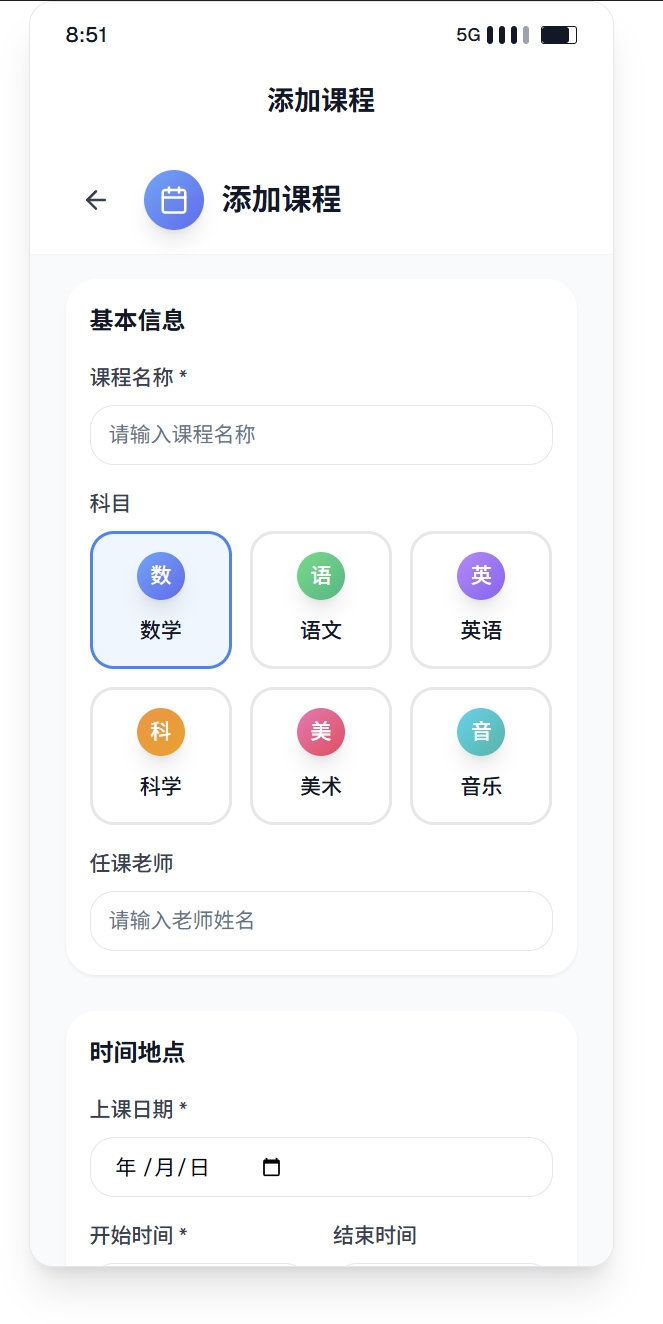 8:51 5G
添加课程
添加课程
基本信息
课程名称 *
请输入课程名称
科目
数 语 英
数学 语文 英语
科 美 音
科学 美术 音乐
任课老师
请输入老师姓名
时间地点
上课日期 *
年 /月/日
开始时间 * 结束时间